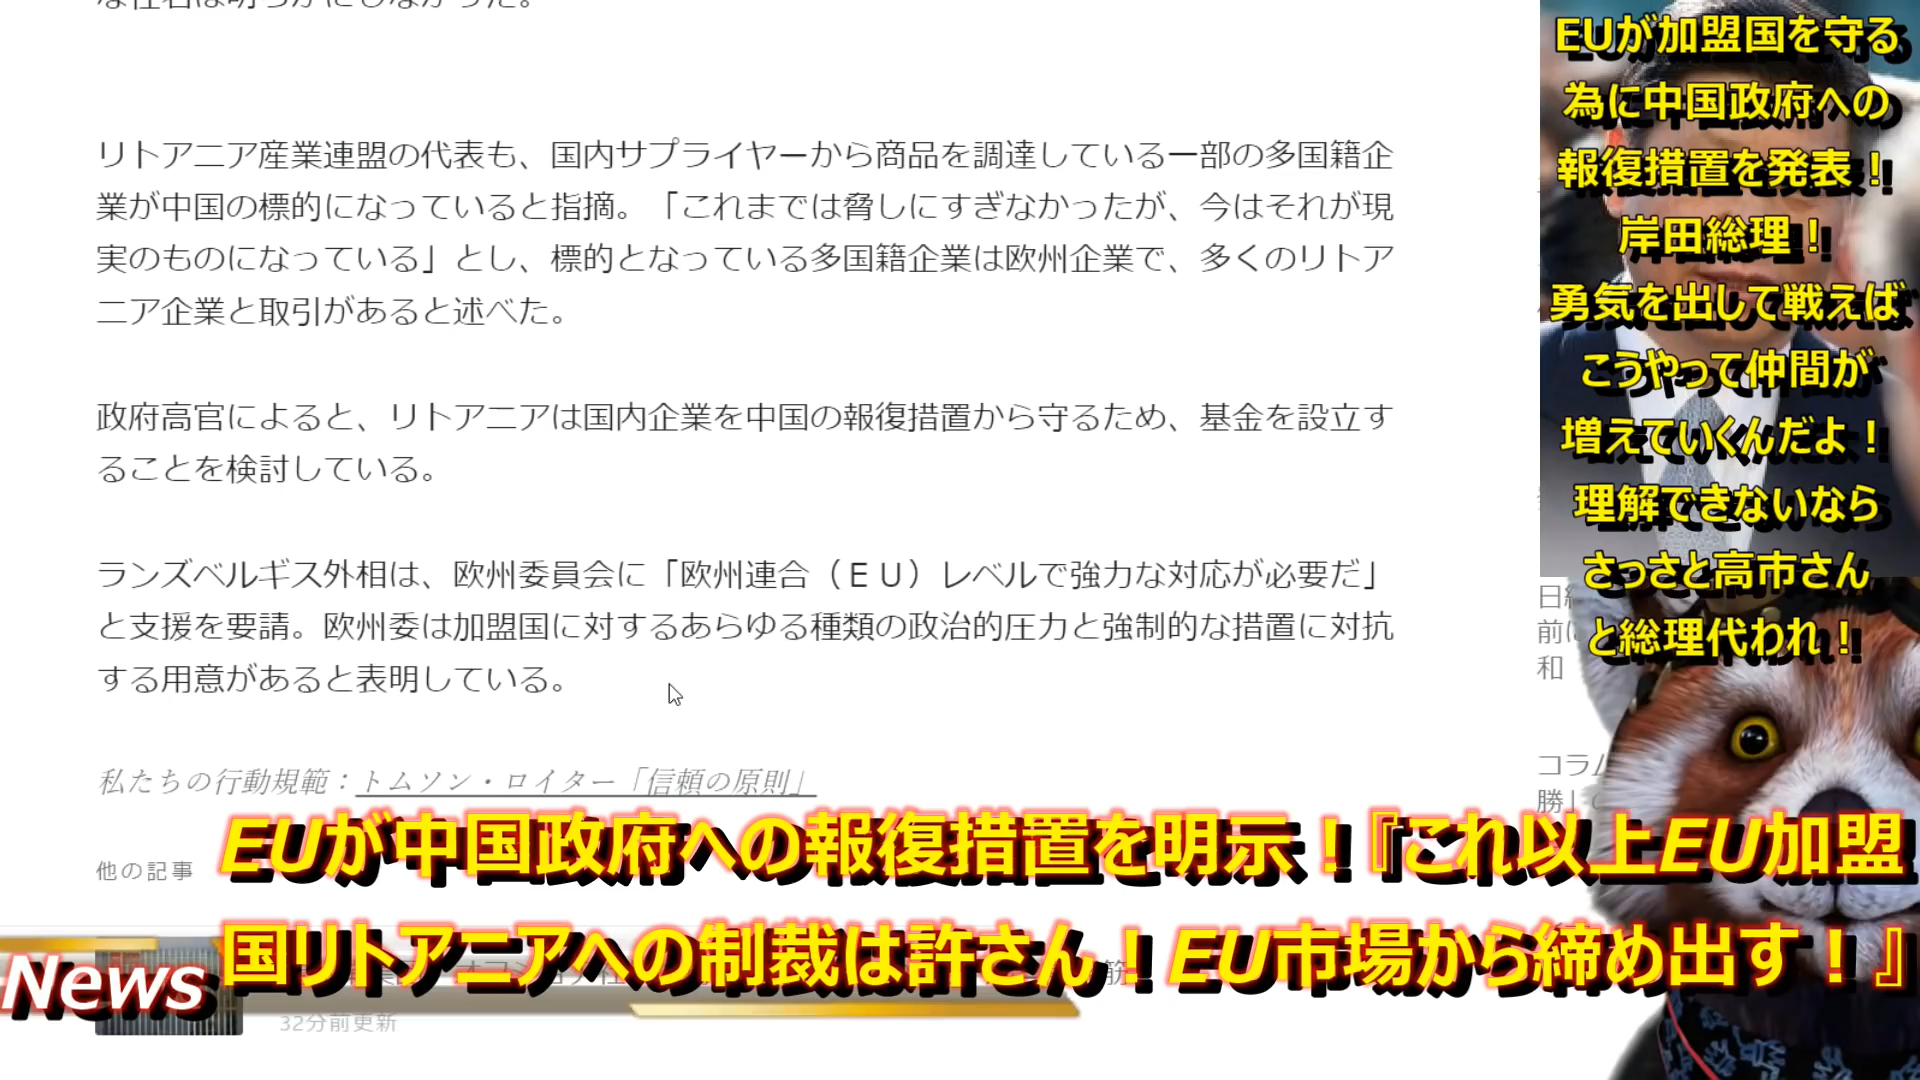 リトアニア産業連盟の代表も、国内サプライヤーから商品を調達している一部の多国籍企
業が中国の標的になっていると指摘。「これまでは脅しにすぎなかったが、今はそれが現
実のものになっている」とし、標的となっている多国籍企業は欧州企業で、多くのリトア
ニア企業と取引があると述べた。
政府高官によると、リトアニアは国内企業を中国の報復措置から守るため、基金を設立す
ることを検討している。
ランズベルギス外相は、欧州委員会に「欧州連合（ＥＵ）レベルで強力な対応が必要だ」
と支援を要請。欧州委は加盟国に対するあらゆる種類の政治的圧力と強制的な措置に対抗
する用意があると表明している。
私たちの行動規範：トムソン・ロイター「信頼の原則」
他の記事
32分前更新
EUが加盟国を守る
為に中国政府への
報復措置を発表！
岸田総理！
勇気を出して戦えば
こうやって仲間が
増えていくんだよ！
理解できないなら
さっさと高市さん
と総理代われ！
前に
和
コラム
勝」
EUが中国政府への報復措置を明示！『これ以上EU加盟
国リトアニアへの制裁は許さん！EU市場から締め出す！』
News